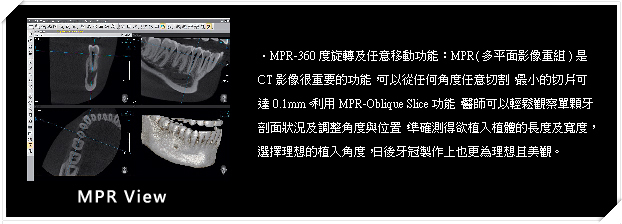 ・MPR-360 度旋轉及任意移動功能：MPR( 多平面影像重組 ) 是
CT 影像很重要的功能，可以從任何角度任意切割，最小的切片可
達 0.1mm。利用 MPR-Oblique Slice 功能，醫師可以輕鬆觀察單顆牙
剖面狀況及調整角度與位置，準確測得欲植入植體的長度及寬度，
選擇理想的植入角度，日後牙冠製作上也更為理想且美觀。
MPR View